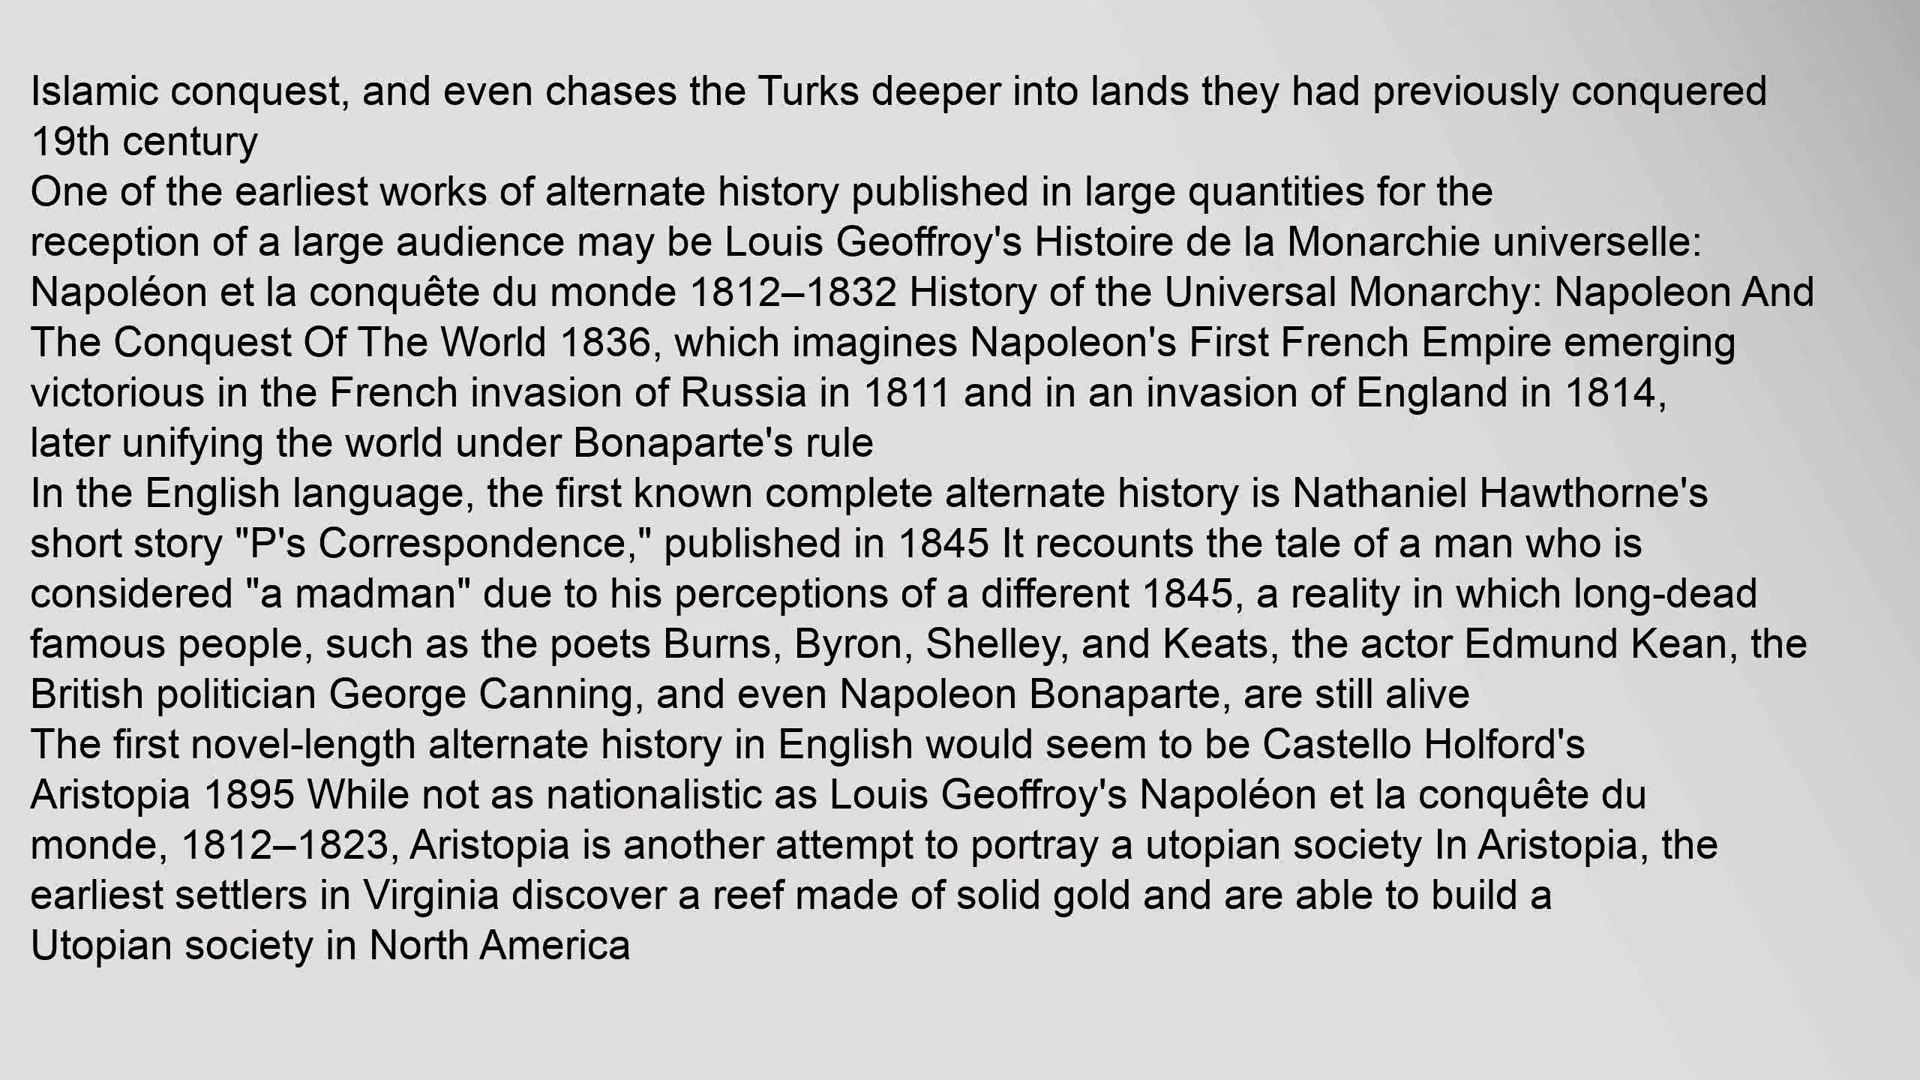 Islamic conquest, and even chases the Turks deeper into lands they had previously conquered
19th century
One of the earliest works of alternate history published in large quantities for the
reception of a large audience may be Louis Geoffroy's Histoire de la Monarchie universelle:
Napoléon et la conquête du monde 1812–1832 History of the Universal Monarchy: Napoleon And
The Conquest Of The World 1836, which imagines Napoleon's First French Empire emerging
victorious in the French invasion of Russia in 1811 and in an invasion of England in 1814,
later unifying the world under Bonaparte's rule
In the English language, the first known complete alternate history is Nathaniel Hawthorne's
short story "P's Correspondence," published in 1845 It recounts the tale of a man who is
considered "a madman" due to his perceptions of a different 1845, a reality in which long-dead
famous people, such as the poets Burns, Byron, Shelley, and Keats, the actor Edmund Kean, the
British politician George Canning, and even Napoleon Bonaparte, are still alive
The first novel-length alternate history in English would seem to be Castello Holford's
Aristopia 1895 While not as nationalistic as Louis Geoffroy's Napoléon et la conquête du
monde, 1812–1823, Aristopia is another attempt to portray a utopian society In Aristopia, the
earliest settlers in Virginia discover a reef made of solid gold and are able to build a
Utopian society in North America